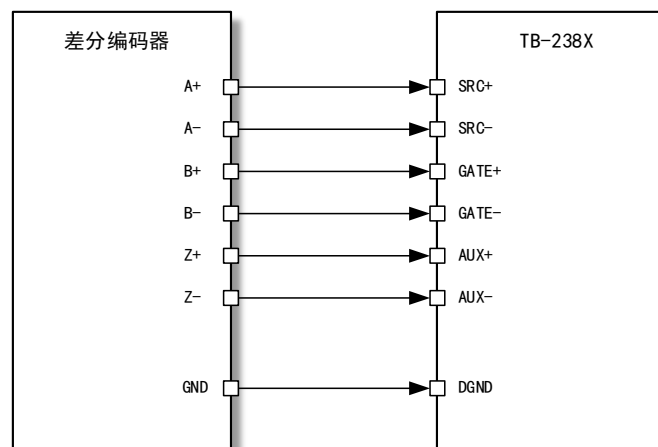 差分编码器 TB-238X
A+ SRC+
A- SRC-
B+ GATE+
B- GATE-
Z+ AUX+
Z- AUX-
GND DGND